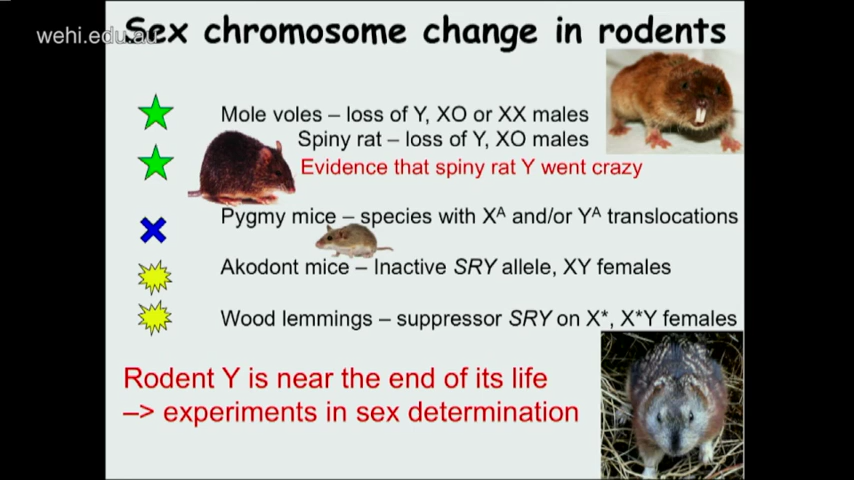 wehi.edu.au
Sex chromosome change in rodents
Mole voles – loss of Y, XO or XX males
Spiny rat – loss of Y, XO males
Evidence that spiny rat Y went crazy
Pygmy mice – species with Xᴬ and/or Yᴬ translocations
Akodont mice – Inactive SRY allele, XY females
Wood lemmings – suppressor SRY on X*, X*Y females
Rodent Y is near the end of its life
–> experiments in sex determination